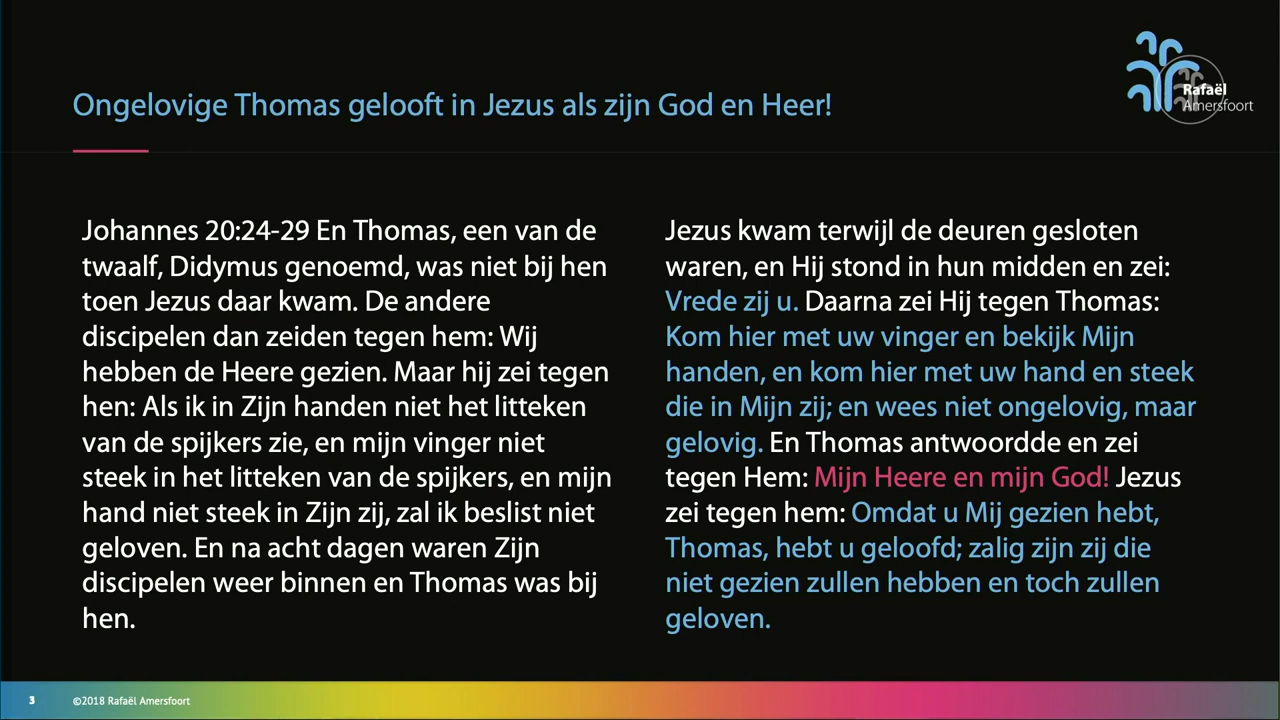 Ongelovige Thomas gelooft in Jezus als zijn God en Heer!
Rafaël
Amersfoort
Johannes 20:24-29 En Thomas, een van de
twaalf, Didymus genoemd, was niet bij hen
toen Jezus daar kwam. De andere
discipelen dan zeiden tegen hem: Wij
hebben de Heere gezien. Maar hij zei tegen
hen: Als ik in Zijn handen niet het litteken
van de spijkers zie, en mijn vinger niet
steek in het litteken van de spijkers, en mijn
hand niet steek in Zijn zij, zal ik beslist niet
geloven. En na acht dagen waren Zijn
discipelen weer binnen en Thomas was bij
hen.
Jezus kwam terwijl de deuren gesloten
waren, en Hij stond in hun midden en zei:
Vrede zij u. Daarna zei Hij tegen Thomas:
Kom hier met uw vinger en bekijk Mijn
handen, en kom hier met uw hand en steek
die in Mijn zij; en wees niet ongelovig, maar
gelovig. En Thomas antwoordde en zei
tegen Hem: Mijn Heere en mijn God! Jezus
zei tegen hem: Omdat u Mij gezien hebt,
Thomas, hebt u geloofd; zalig zijn zij die
niet gezien zullen hebben en toch zullen
geloven.
3 ©2018 Rafaël Amersfoort